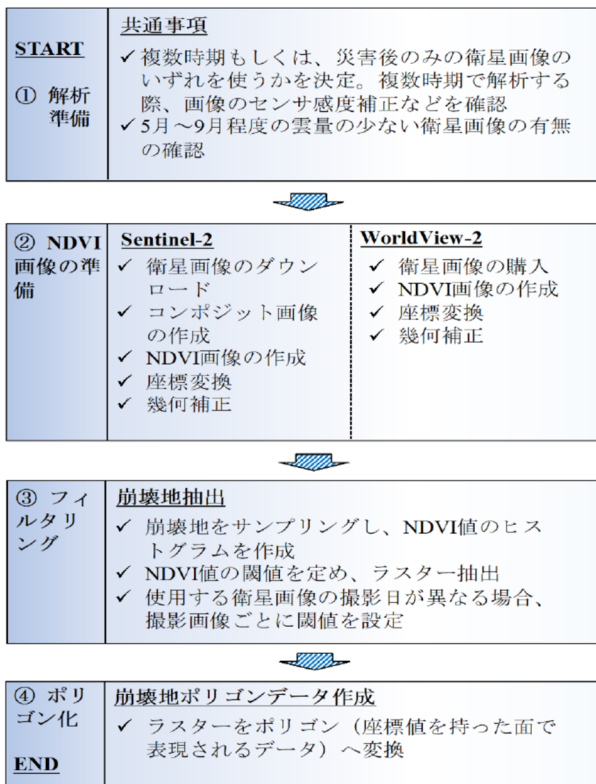 START
① 解析
準備
共通事項
✓ 複数時期もしくは、災害後のみの衛星画像の
いずれを使うかを決定。複数時期で解析する
際、画像のセンサ感度補正などを確認
✓ 5月～9月程度の雲量の少ない衛星画像の有無
の確認
② NDVI
画像の準
備
Sentinel-2
✓ 衛星画像のダウン
ロード
✓ コンポジット画像
の作成
✓ NDVI画像の作成
✓ 座標変換
✓ 幾何補正
WorldView-2
✓ 衛星画像の購入
✓ NDVI画像の作成
✓ 座標変換
✓ 幾何補正
③ フィ
ルタリ
ング
崩壊地抽出
✓ 崩壊地をサンプリングし、NDVI値のヒス
トグラムを作成
✓ NDVI値の閾値を定め、ラスター抽出
✓ 使用する衛星画像の撮影日が異なる場合、
撮影画像ごとに閾値を設定
④ ポリ
ゴン化
END
崩壊地ポリゴンデータ作成
✓ ラスターをポリゴン（座標値を持った面で
表現されるデータ）へ変換